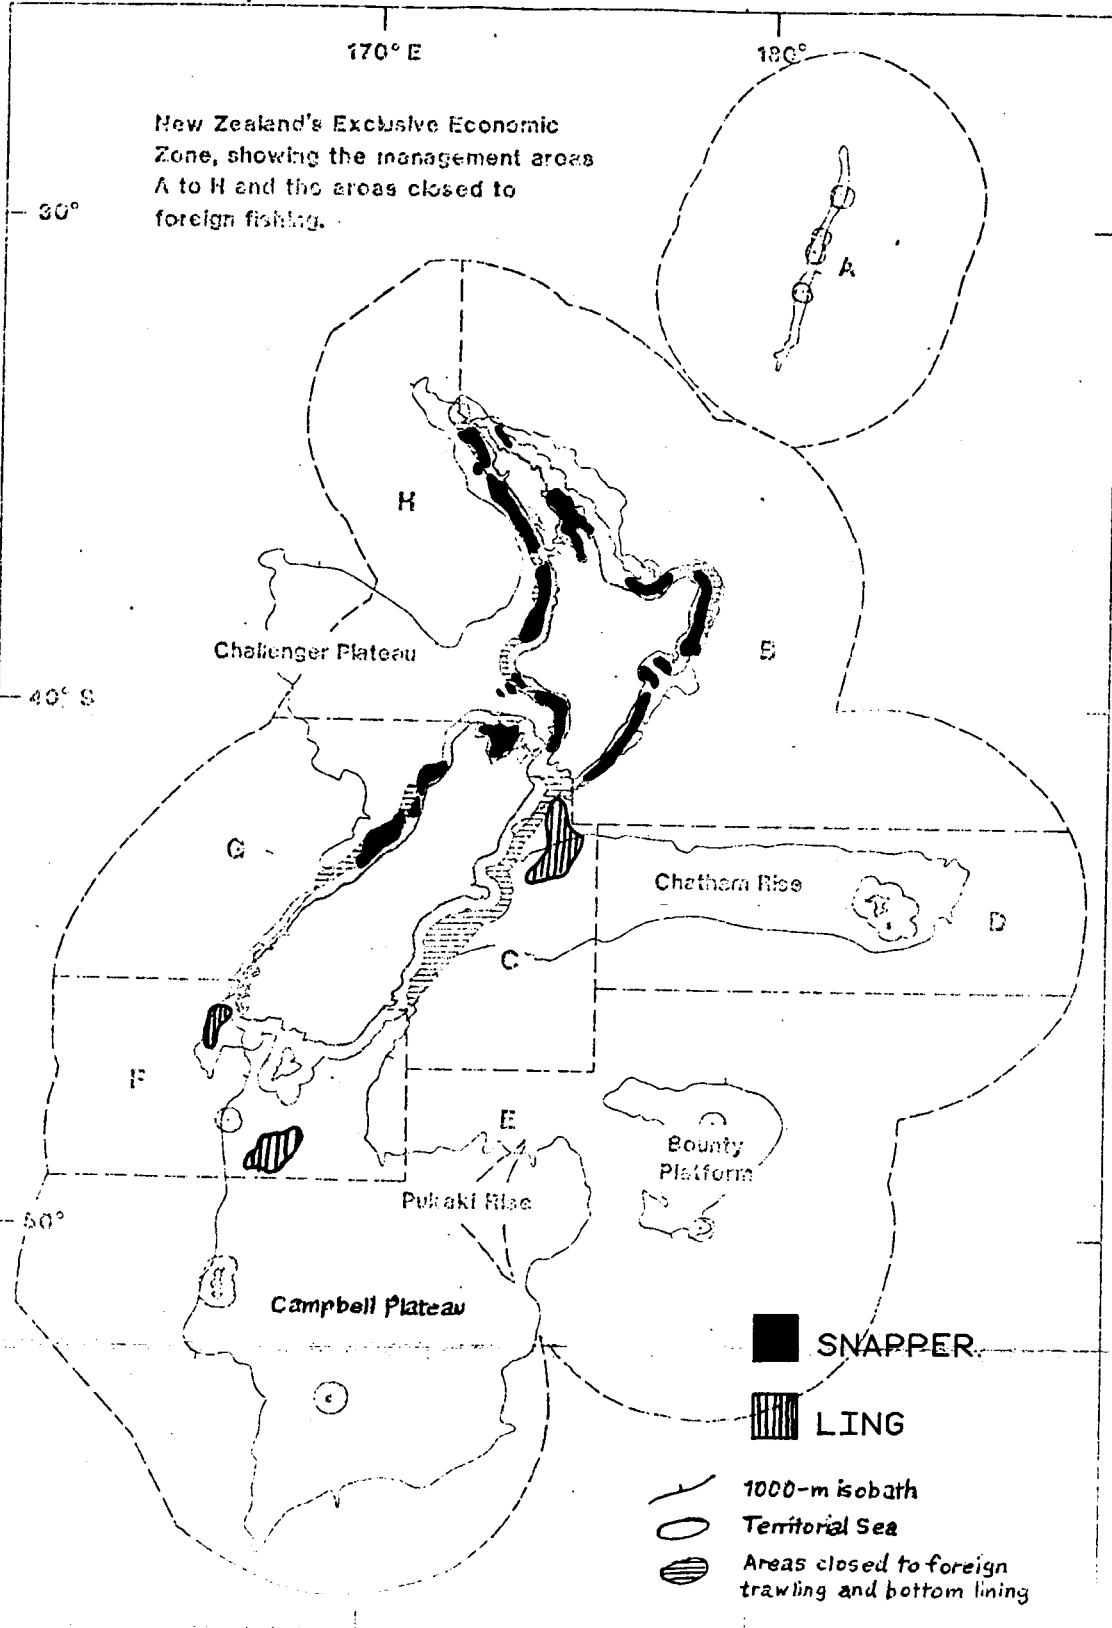 170° E
180°
New Zealand's Exclusive Economic
Zone, showing the management areas
A to H and the areas closed to
foreign fishing.
30°
A
H
B
Challenger Plateau
40° S
G
Chatham Rise
D
C
F
E
Bounty
Platform
Pukaki Rise
50°
Campbell Plateau
SNAPPER
LING
1000-m isobath
Territorial Sea
Areas closed to foreign
trawling and bottom lining